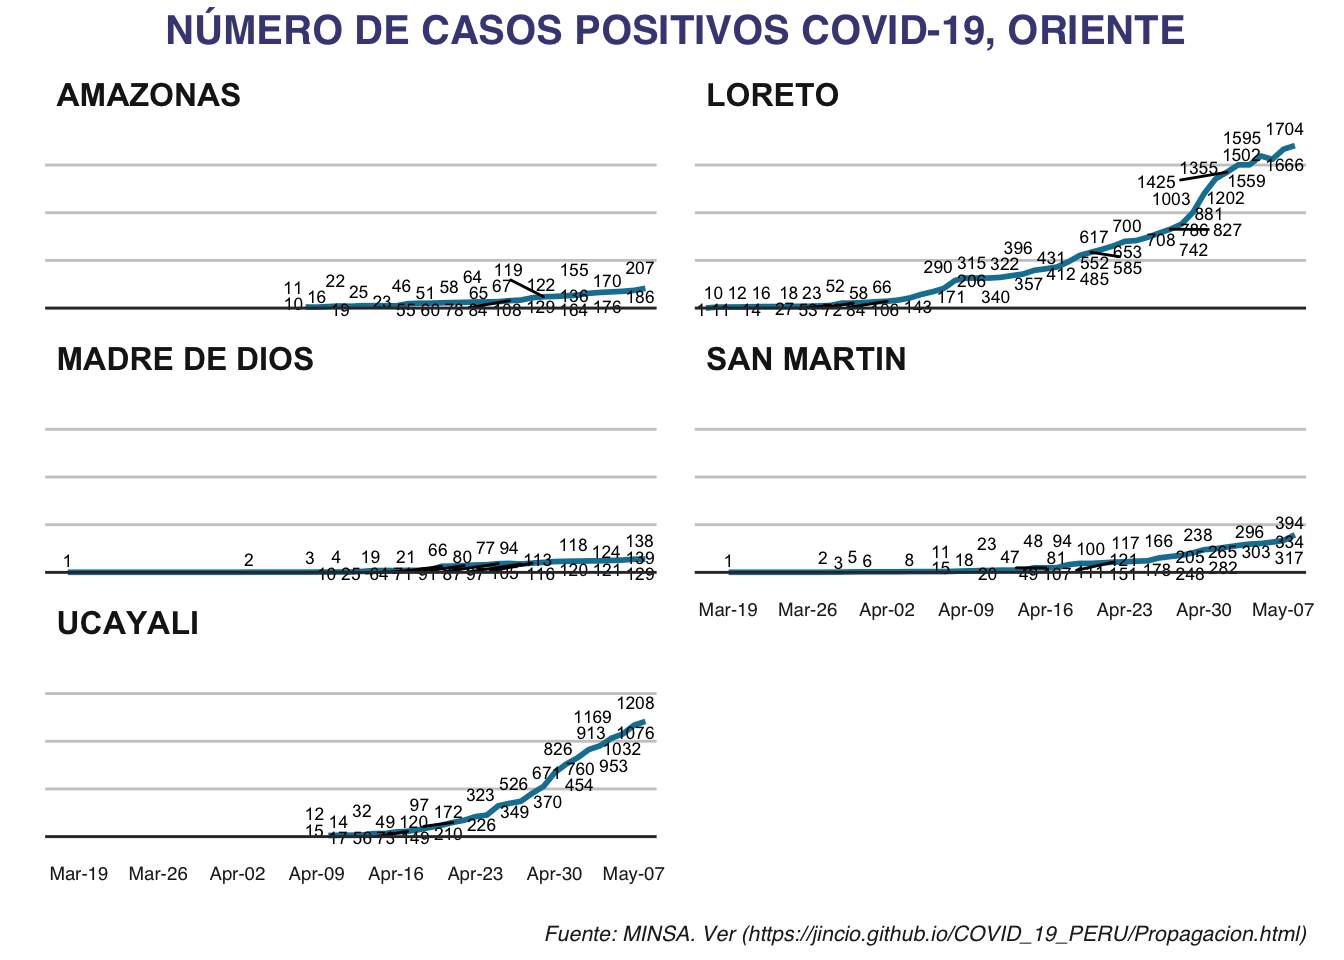 NÚMERO DE CASOS POSITIVOS COVID-19, ORIENTE
AMAZONAS
11 22 25 46 51 58 64 119 122 155 170 207
10 16 19 23 55 60 65 67 78 84 108 129 136 164 176 186
LORETO
1 10 11 12 14 16 18 27 23 53 52 72 58 84 66 106 143
290 171 315 206 322 340 396 357 431 412
617 552 485 700 653 585 708 742 786 827 881
1003 1202 1425 1355 1502 1559 1595 1666 1704
MADRE DE DIOS
1 2 3 4 19 21 66 80 77 94 113 118 124 138
10 25 64 71 91 87 97 105 116 120 121 139 129
SAN MARTIN
1 2 3 5 6 8 11 15 18 23 20 47 49 48 81 94 107
100 111 117 121 151 166 178 238 205 248 265 282 296 303 394 334 317
Mar-19 Mar-26 Apr-02 Apr-09 Apr-16 Apr-23 Apr-30 May-07
UCAYALI
12 15 14 17 32 56 49 73 97 120 149 172 210
323 226 526 349 671 370 826 760 454
1169 913 1032 953 1208 1076
Mar-19 Mar-26 Apr-02 Apr-09 Apr-16 Apr-23 Apr-30 May-07
Fuente: MINSA. Ver (https://jincio.github.io/COVID_19_PERU/Propagacion.html)